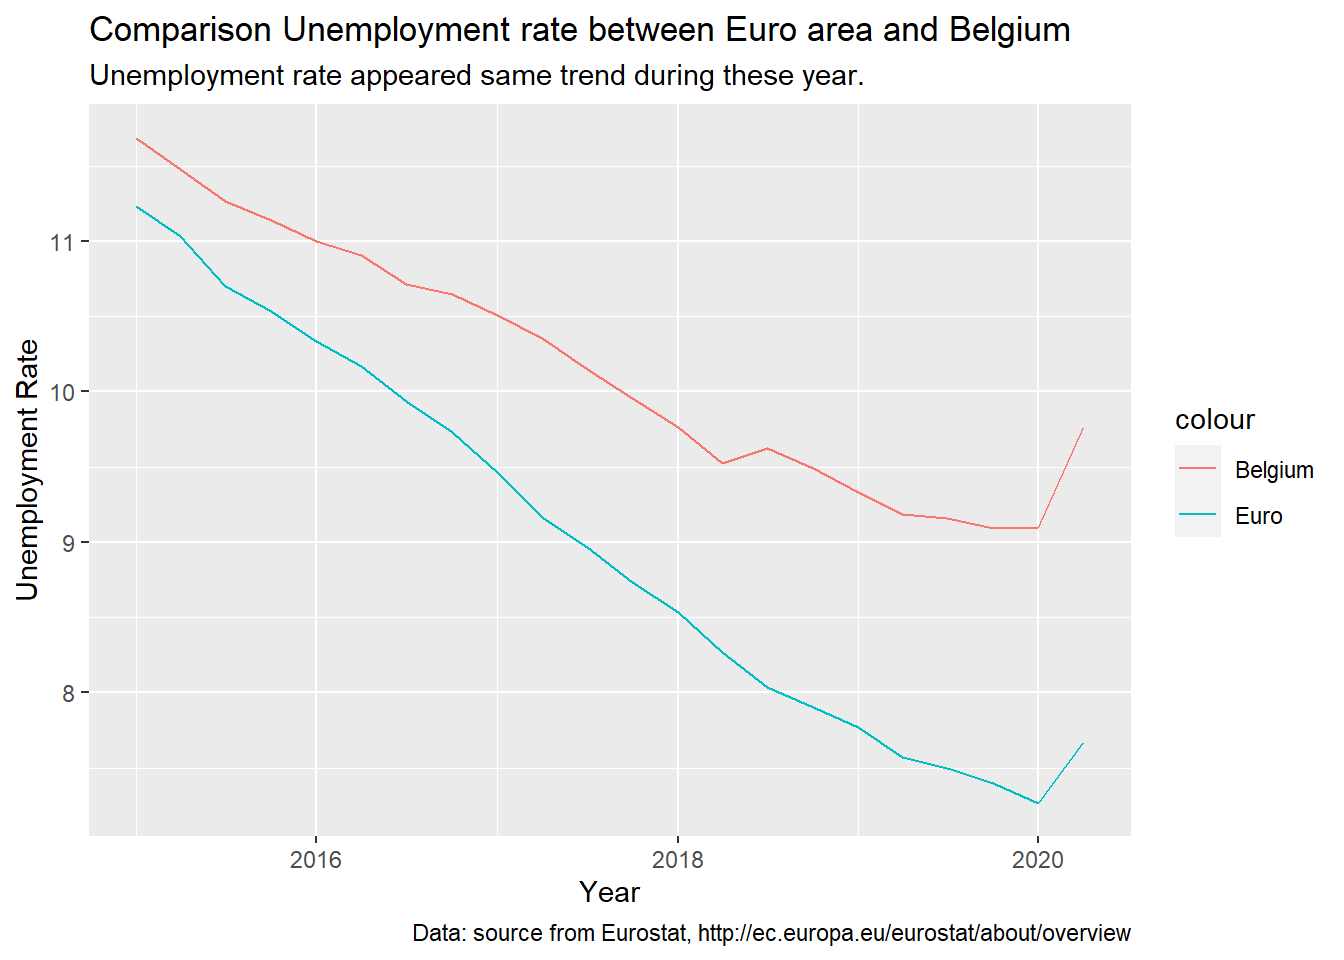 Comparison Unemployment rate between Euro area and Belgium
Unemployment rate appeared same trend during these year.
Unemployment Rate
11
10
9
8
2016
2018
2020
Year
colour
Belgium
Euro
Data: source from Eurostat, http://ec.europa.eu/eurostat/about/overview